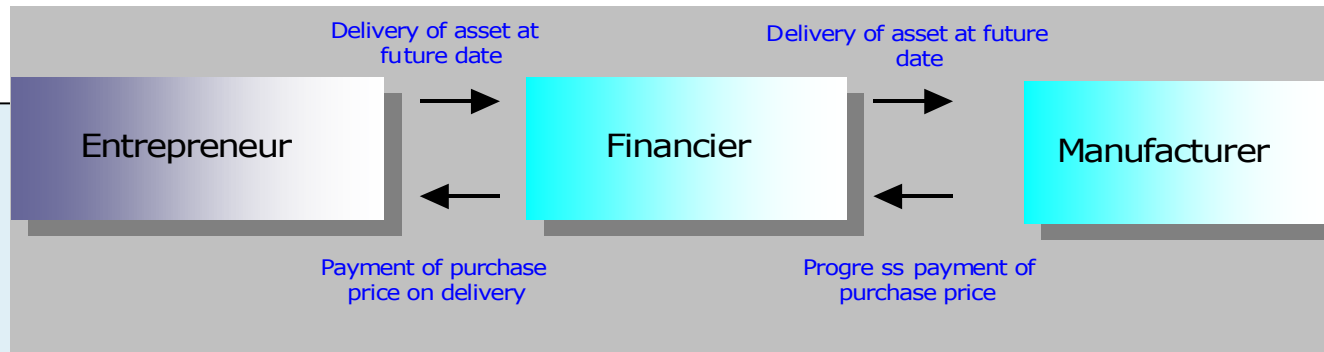 Delivery of asset at
future date
Delivery of asset at future
date
Entrepreneur
Financier
Manufacturer
Payment of purchase
price on delivery
Progre ss payment of
purchase price